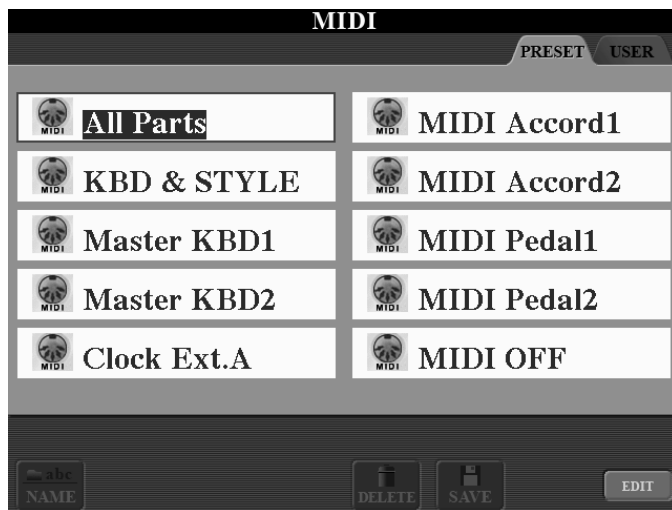 MIDI
PRESET USER
All Parts
KBD & STYLE
Master KBD1
Master KBD2
Clock Ext.A
MIDI Accord1
MIDI Accord2
MIDI Pedal1
MIDI Pedal2
MIDI OFF
abc
NAME
DELETE
SAVE
EDIT